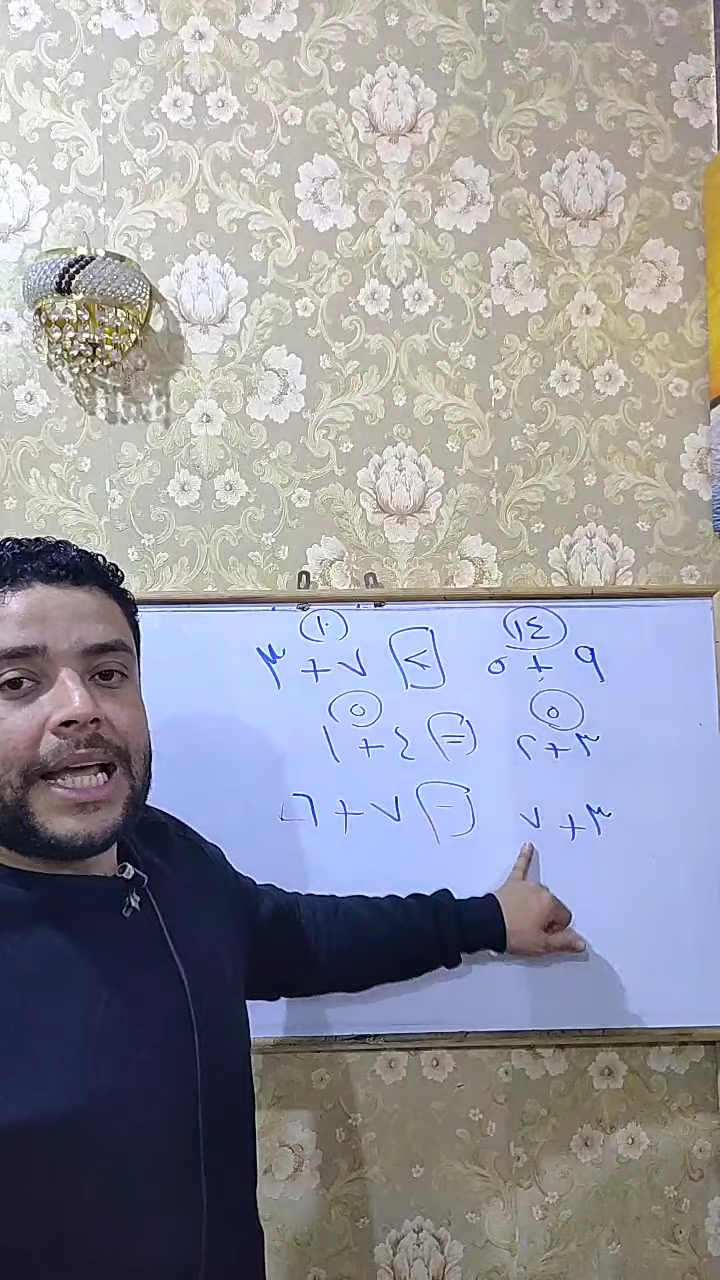 ١٤ ١٠
٩ + ٥ > ٧ + ٣
٥ ٥
٣ + ٢ = ٤ + ١
٣ + ٧ - ٧ + ٦